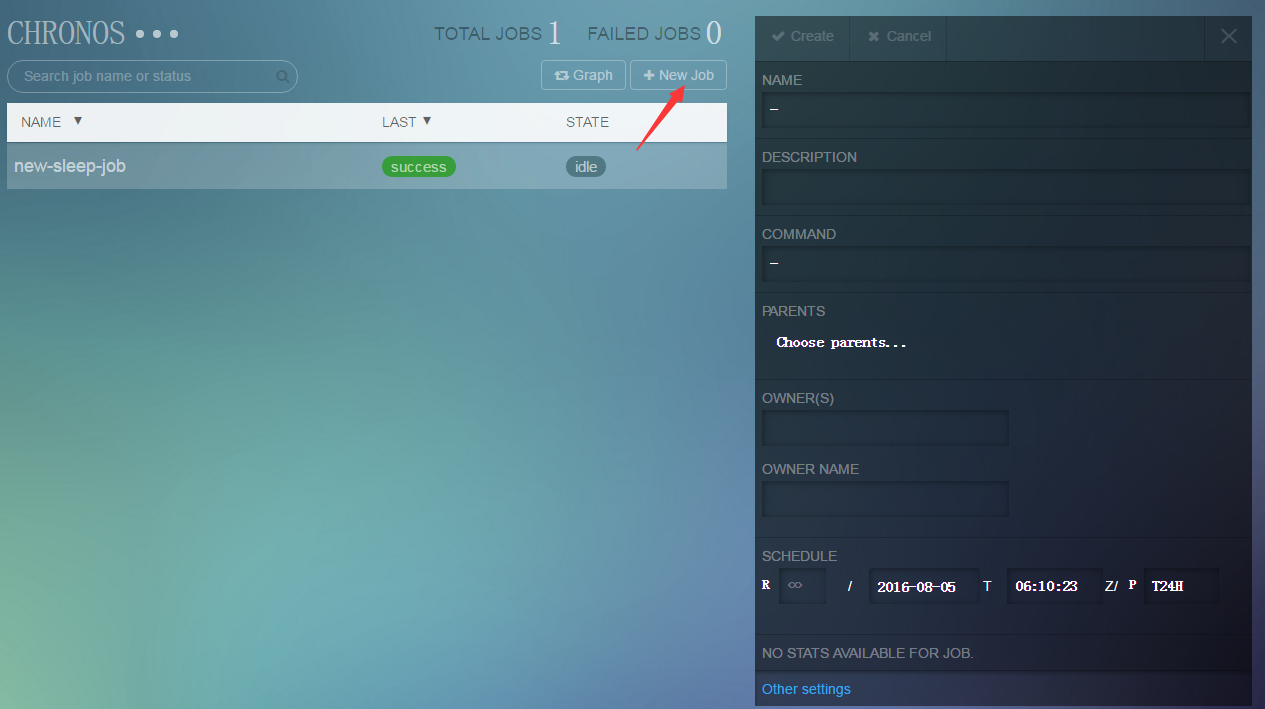 CHRONOS
TOTAL JOBS 1 FAILED JOBS 0
Search job name or status
Graph
New Job
NAME ▼ LAST ▼ STATE
new-sleep-job success idle
Create Cancel
NAME
–
DESCRIPTION
COMMAND
–
PARENTS
Choose parents...
OWNER(S)
OWNER NAME
SCHEDULE
R ∞ / 2016-08-05 T 06:10:23 Z/ P T24H
NO STATS AVAILABLE FOR JOB.
Other settings